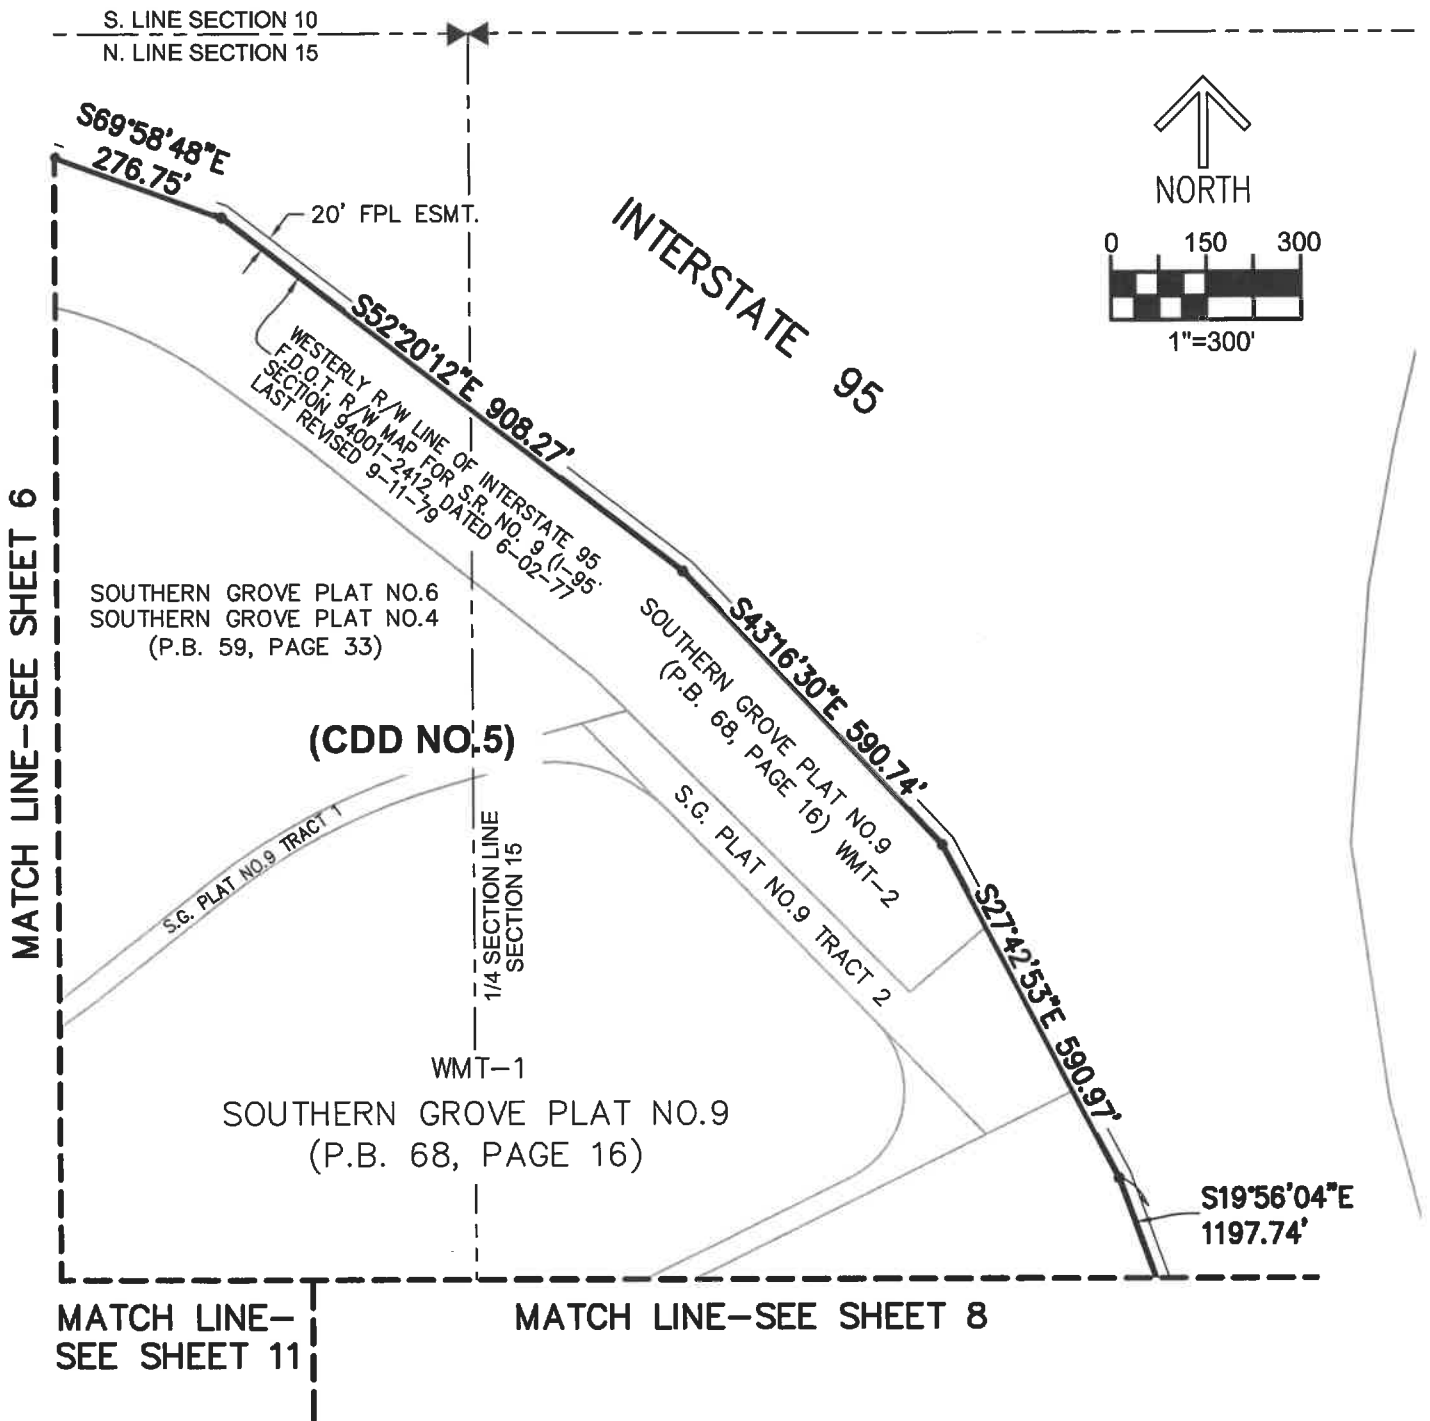 S. LINE SECTION 10
N. LINE SECTION 15
S69°58'48"E
276.75'
20' FPL ESMT.
INTERSTATE 95
NORTH
0 150 300
1"=300'
S52°20'12"E 908.27'
WESTERLY R/W LINE OF INTERSTATE 95
F.D.O.T. R/W MAP FOR S.R. NO. 9 (I-95
SECTION 94001-2412, DATED 6-02-77
LAST REVISED 9-11-79
MATCH LINE-SEE SHEET 6
SOUTHERN GROVE PLAT NO.6
SOUTHERN GROVE PLAT NO.4
(P.B. 59, PAGE 33)
S43°16'30"E 590.74'
SOUTHERN GROVE PLAT NO.9
(P.B. 68, PAGE 16) WMT-2
(CDD NO.5)
S.G. PLAT NO.9 TRACT 1
S.G. PLAT NO.9 TRACT 2
1/4 SECTION LINE
SECTION 15
S27°42'53"E 590.97'
WMT-1
SOUTHERN GROVE PLAT NO.9
(P.B. 68, PAGE 16)
S19°56'04"E
1197.74'
MATCH LINE-
SEE SHEET 11
MATCH LINE-SEE SHEET 8